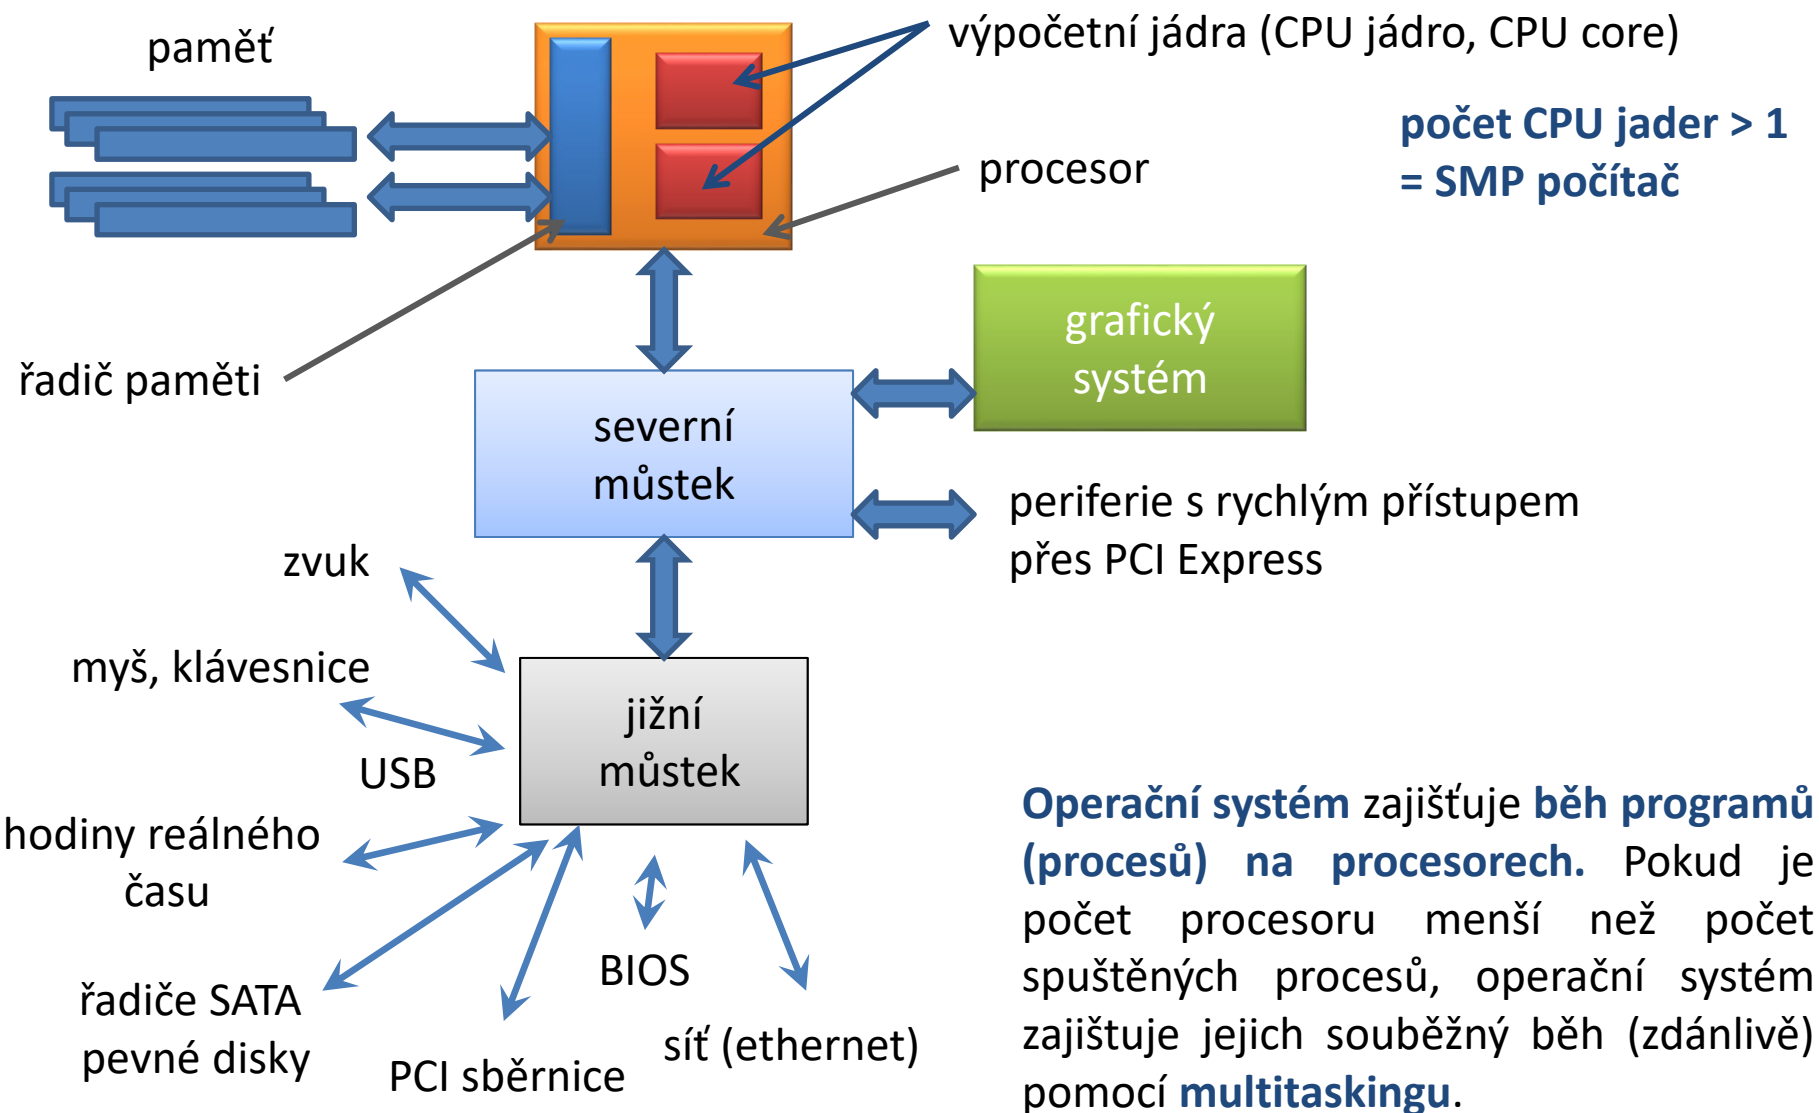 paměť
výpočetní jádra (CPU jádro, CPU core)
počet CPU jader > 1
= SMP počítač
procesor
řadič paměti
grafický
systém
severní
můstek
periferie s rychlým přístupem
přes PCI Express
zvuk
myš, klávesnice
USB
jižní
můstek
hodiny reálného
času
řadiče SATA
pevné disky
PCI sběrnice
BIOS
síť (ethernet)
Operační systém zajišťuje běh programů
(procesů) na procesorech. Pokud je
počet procesoru menší než počet
spuštěných procesů, operační systém
zajištuje jejich souběžný běh (zdánlivě)
pomocí multitaskingu.